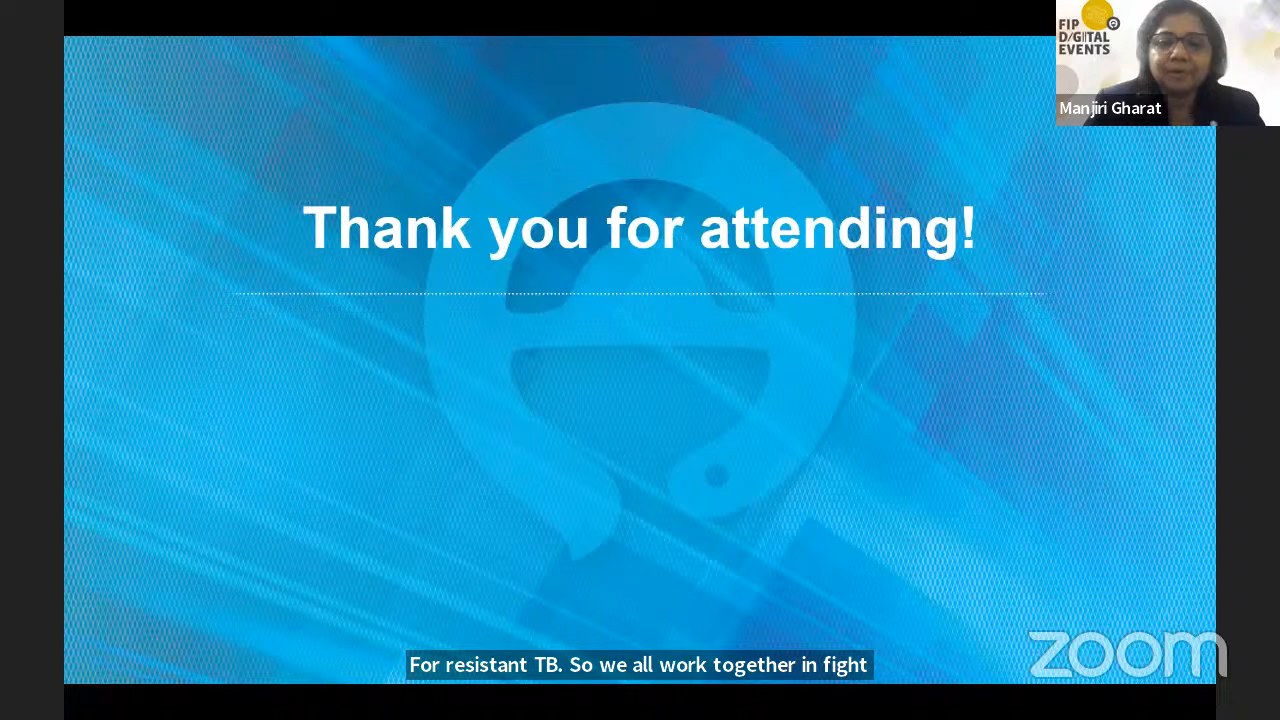 FIP
DIGITAL
EVENTS
Manjiri Gharat
Thank you for attending!
For resistant TB. So we all work together in fight
zoom